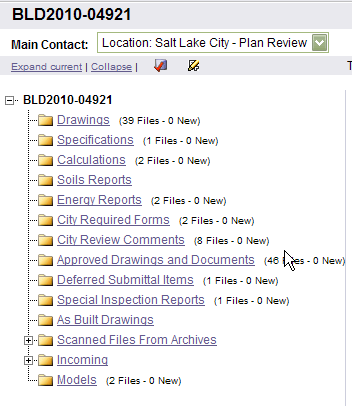 BLD2010-04921
Main Contact: Location: Salt Lake City - Plan Review
Expand current | Collapse | T
BLD2010-04921
Drawings (39 Files - 0 New)
Specifications (1 Files - 0 New)
Calculations (2 Files - 0 New)
Soils Reports
Energy Reports (2 Files - 0 New)
City Required Forms (2 Files - 0 New)
City Review Comments (8 Files - 0 New)
Approved Drawings and Documents (46 Files - 0 New)
Deferred Submittal Items (1 Files - 0 New)
Special Inspection Reports (1 Files - 0 New)
As Built Drawings
Scanned Files From Archives
Incoming
Models (2 Files - 0 New)